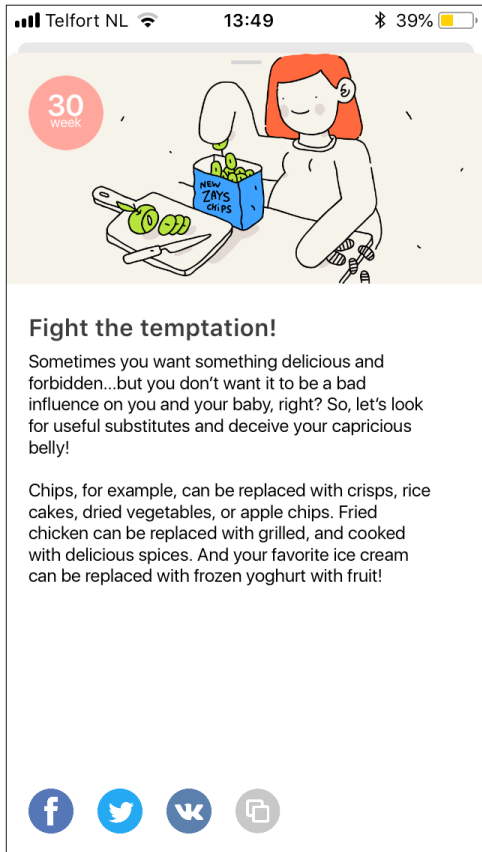 Telfort NL 13:49 39%
30
week
NEW
ZAYS
CHiPS
Fight the temptation!
Sometimes you want something delicious and
forbidden...but you don’t want it to be a bad
influence on you and your baby, right? So, let’s look
for useful substitutes and deceive your capricious
belly!
Chips, for example, can be replaced with crisps, rice
cakes, dried vegetables, or apple chips. Fried
chicken can be replaced with grilled, and cooked
with delicious spices. And your favorite ice cream
can be replaced with frozen yoghurt with fruit!